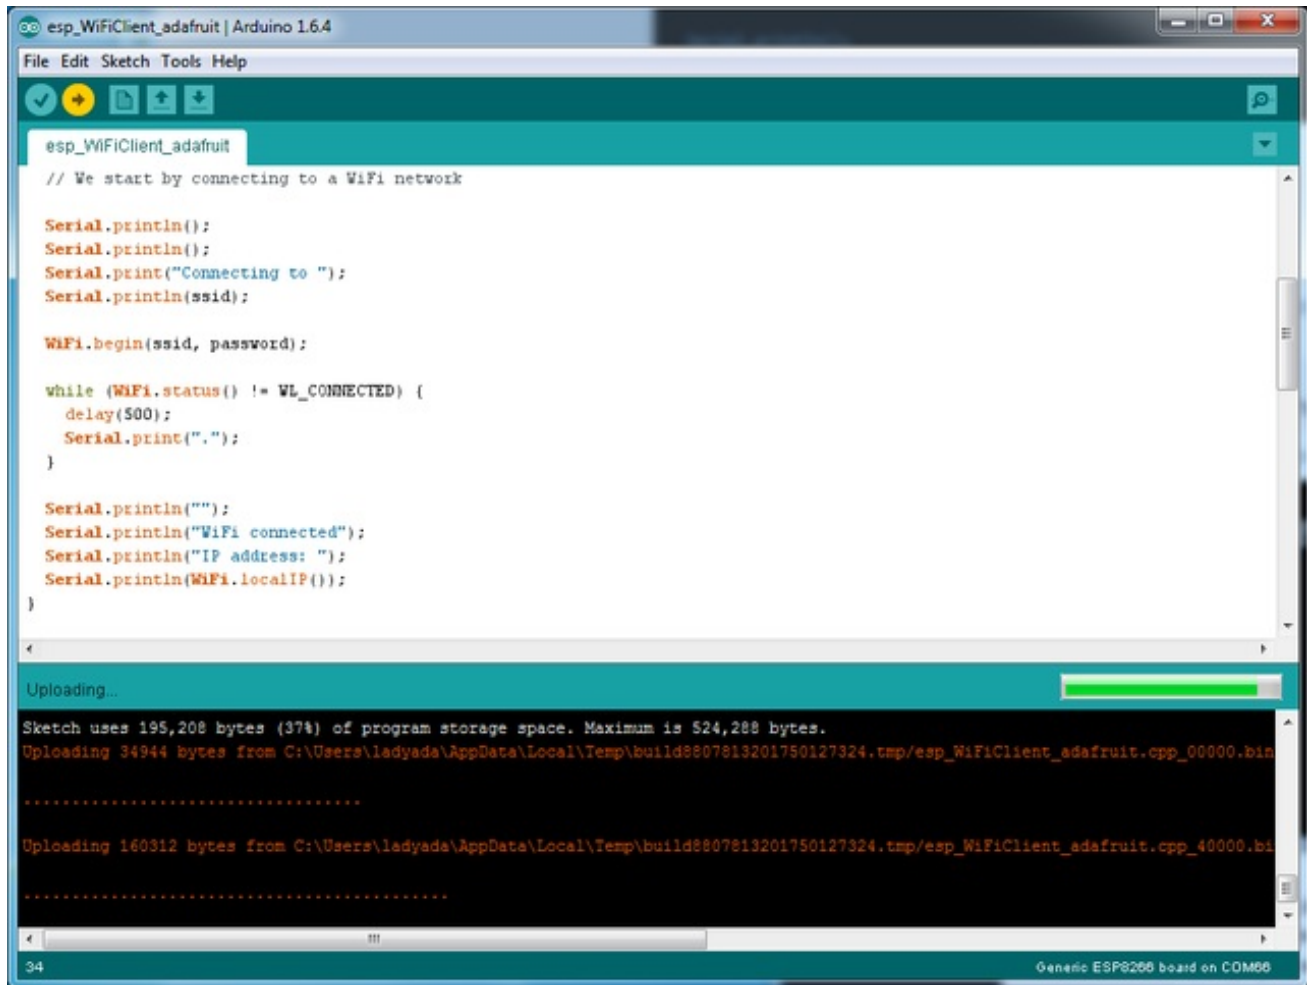 esp_WiFiClient_adafruit | Arduino 1.6.4
File Edit Sketch Tools Help
esp_WiFiClient_adafruit
// We start by connecting to a WiFi network
Serial.println();
Serial.println();
Serial.print("Connecting to ");
Serial.println(ssid);
WiFi.begin(ssid, password);
while (WiFi.status() != WL_CONNECTED) {
delay(500);
Serial.print(".");
}
Serial.println("");
Serial.println("WiFi connected");
Serial.println("IP address: ");
Serial.println(WiFi.localIP());
}
Uploading...
Sketch uses 195,208 bytes (37%) of program storage space. Maximum is 524,288 bytes.
Uploading 34944 bytes from C:\Users\ladyada\AppData\Local\Temp\build8807813201750127324.tmp/esp_WiFiClient_adafruit.cpp_00000.bin
...................................
Uploading 160312 bytes from C:\Users\ladyada\AppData\Local\Temp\build8807813201750127324.tmp/esp_WiFiClient_adafruit.cpp_40000.bi
............................................
34
Generic ESP8266 board on COM66